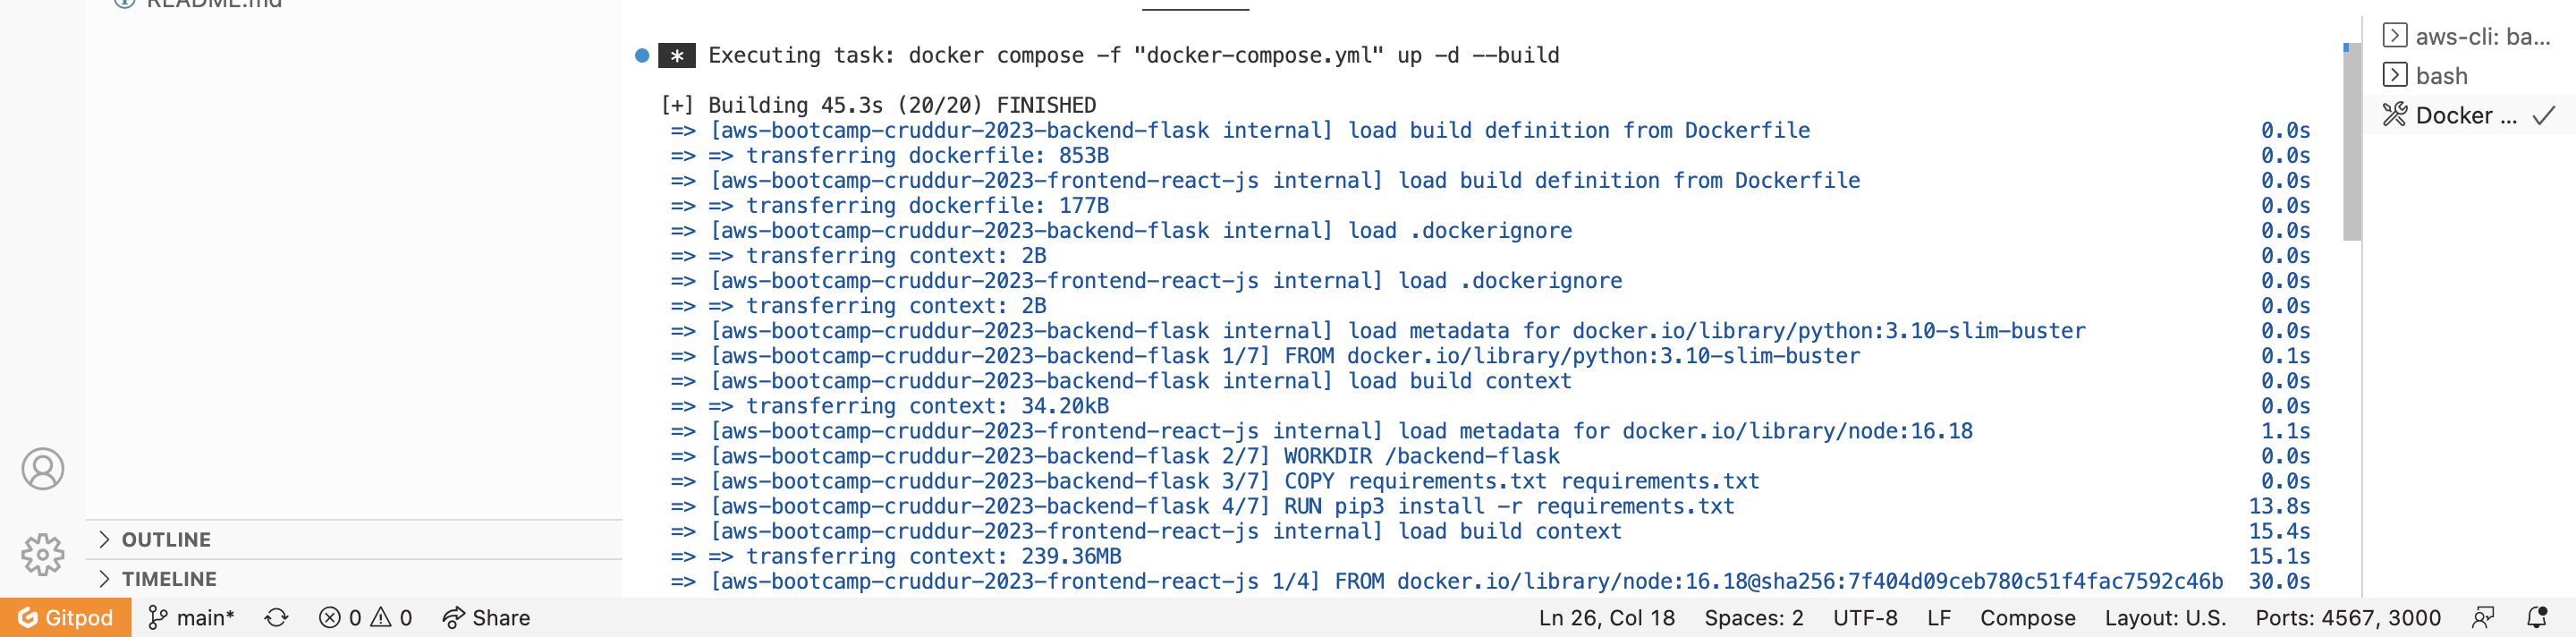 README.md
* Executing task: docker compose -f "docker-compose.yml" up -d --build
[+] Building 45.3s (20/20) FINISHED
=> [aws-bootcamp-cruddur-2023-backend-flask internal] load build definition from Dockerfile 0.0s
=> => transferring dockerfile: 853B 0.0s
=> [aws-bootcamp-cruddur-2023-frontend-react-js internal] load build definition from Dockerfile 0.0s
=> => transferring dockerfile: 177B 0.0s
=> [aws-bootcamp-cruddur-2023-backend-flask internal] load .dockerignore 0.0s
=> => transferring context: 2B 0.0s
=> [aws-bootcamp-cruddur-2023-frontend-react-js internal] load .dockerignore 0.0s
=> => transferring context: 2B 0.0s
=> [aws-bootcamp-cruddur-2023-backend-flask internal] load metadata for docker.io/library/python:3.10-slim-buster 0.0s
=> [aws-bootcamp-cruddur-2023-backend-flask 1/7] FROM docker.io/library/python:3.10-slim-buster 0.1s
=> [aws-bootcamp-cruddur-2023-backend-flask internal] load build context 0.0s
=> => transferring context: 34.20kB 0.0s
=> [aws-bootcamp-cruddur-2023-frontend-react-js internal] load metadata for docker.io/library/node:16.18 1.1s
=> [aws-bootcamp-cruddur-2023-backend-flask 2/7] WORKDIR /backend-flask 0.0s
=> [aws-bootcamp-cruddur-2023-backend-flask 3/7] COPY requirements.txt requirements.txt 0.0s
=> [aws-bootcamp-cruddur-2023-backend-flask 4/7] RUN pip3 install -r requirements.txt 13.8s
=> [aws-bootcamp-cruddur-2023-frontend-react-js internal] load build context 15.4s
=> => transferring context: 239.36MB 15.1s
=> [aws-bootcamp-cruddur-2023-frontend-react-js 1/4] FROM docker.io/library/node:16.18@sha256:7f404d09ceb780c51f4fac7592c46b 30.0s
aws-cli: ba...
bash
Docker ...
OUTLINE
TIMELINE
Gitpod main* 0 0 Share Ln 26, Col 18 Spaces: 2 UTF-8 LF Compose Layout: U.S. Ports: 4567, 3000